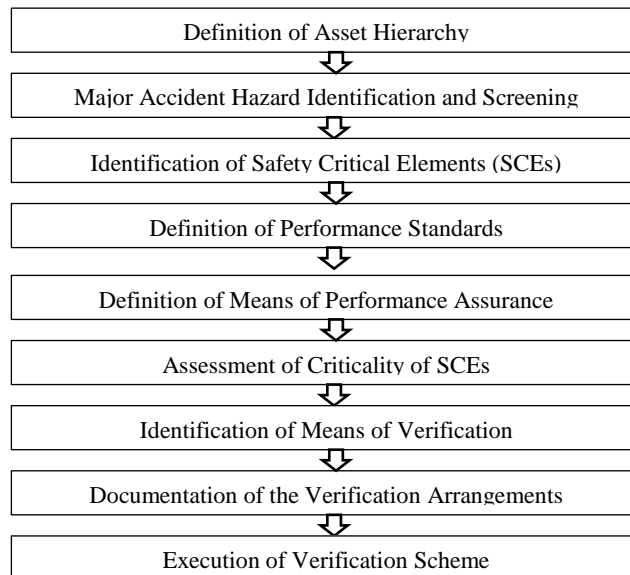 Definition of Asset Hierarchy
Major Accident Hazard Identification and Screening
Identification of Safety Critical Elements (SCEs)
Definition of Performance Standards
Definition of Means of Performance Assurance
Assessment of Criticality of SCEs
Identification of Means of Verification
Documentation of the Verification Arrangements
Execution of Verification Scheme